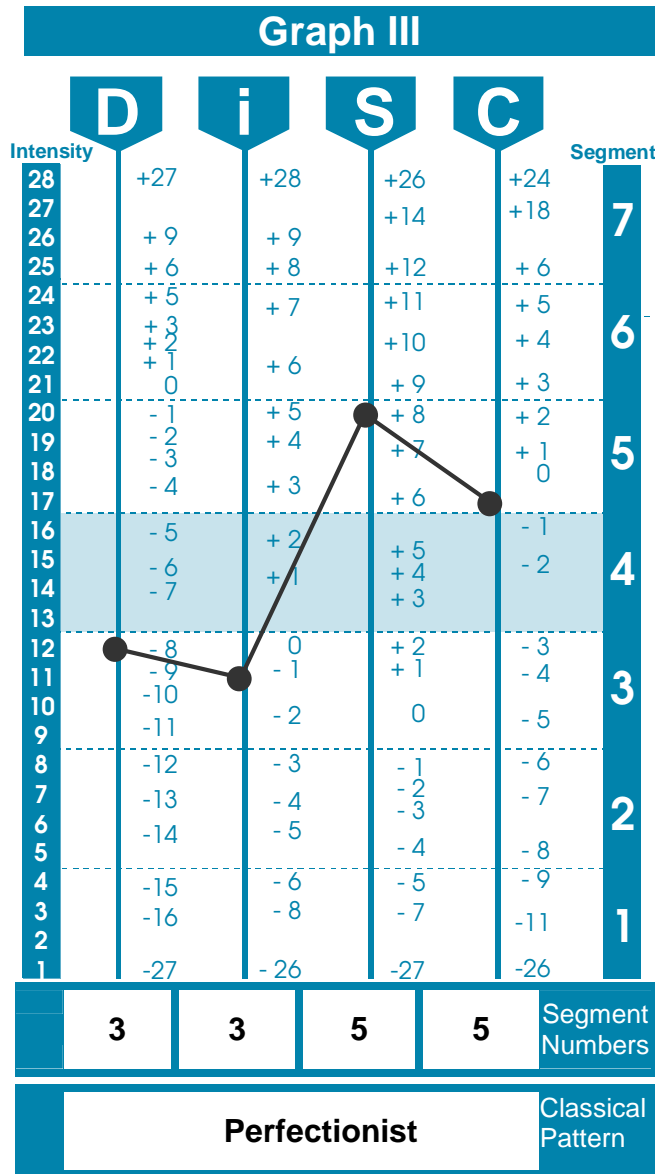 Graph III
D i S C
Intensity Segment
28 +27 +28 +26 +24
27 +14 +18 7
26 + 9 + 9
25 + 6 + 8 +12 + 6
24 + 5 + 7 +11 + 5
23 + 3 6
+ 2 +10 + 4
22 + 1 + 6
21 0 + 9 + 3
20 - 1 + 5 + 8 + 2
19 - 2 + 4 + 7 + 1 5
18 - 3 0
17 - 4 + 3 + 6
16 - 5 + 2 - 1
15 - 6 + 1 + 5 - 2 4
14 - 7 + 4
13 + 3
12 - 8 0 + 2 - 3
11 - 9 - 1 + 1 - 4 3
10 -10 - 2 0 - 5
9 -11
8 -12 - 3 - 1 - 6
7 -13 - 4 - 2 - 7 2
6 -14 - 5 - 3
5 - 4 - 8
4 -15 - 6 - 5 - 9
3 -16 - 8 - 7 -11 1
2
1 -27 - 26 -27 -26
3 3 5 5 Segment
Numbers
Perfectionist Classical
Pattern